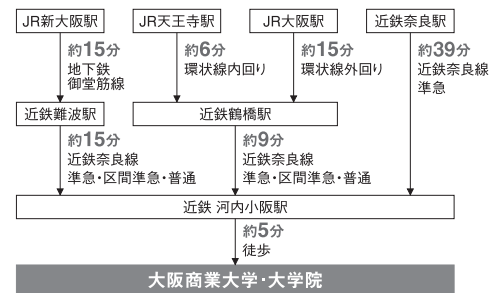 JR新大阪駅
JR天王寺駅
JR大阪駅
近鉄奈良駅
約15分
地下鉄
御堂筋線
約6分
環状線内回り
約15分
環状線外回り
約39分
近鉄奈良線
準急
近鉄難波駅
近鉄鶴橋駅
約15分
近鉄奈良線
準急・区間準急・普通
約9分
近鉄奈良線
準急・区間準急・普通
近鉄 河内小阪駅
約5分
徒歩
大阪商業大学・大学院